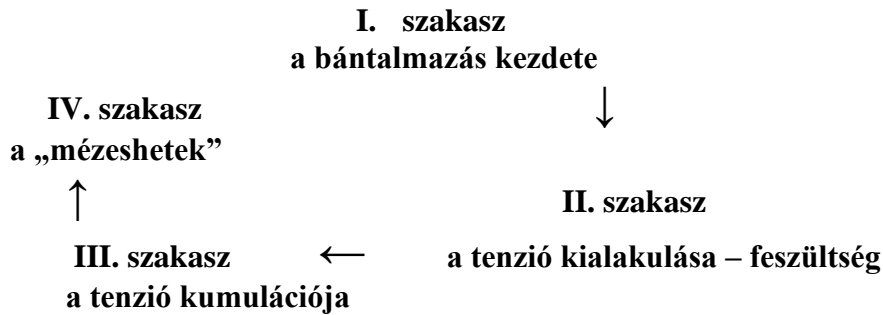 I. szakasz
a bántalmazás kezdete
↓
IV. szakasz
a „mézeshetek”
↑
II. szakasz
a tenzió kialakulása – feszültség
III. szakasz ←
a tenzió kumulációja